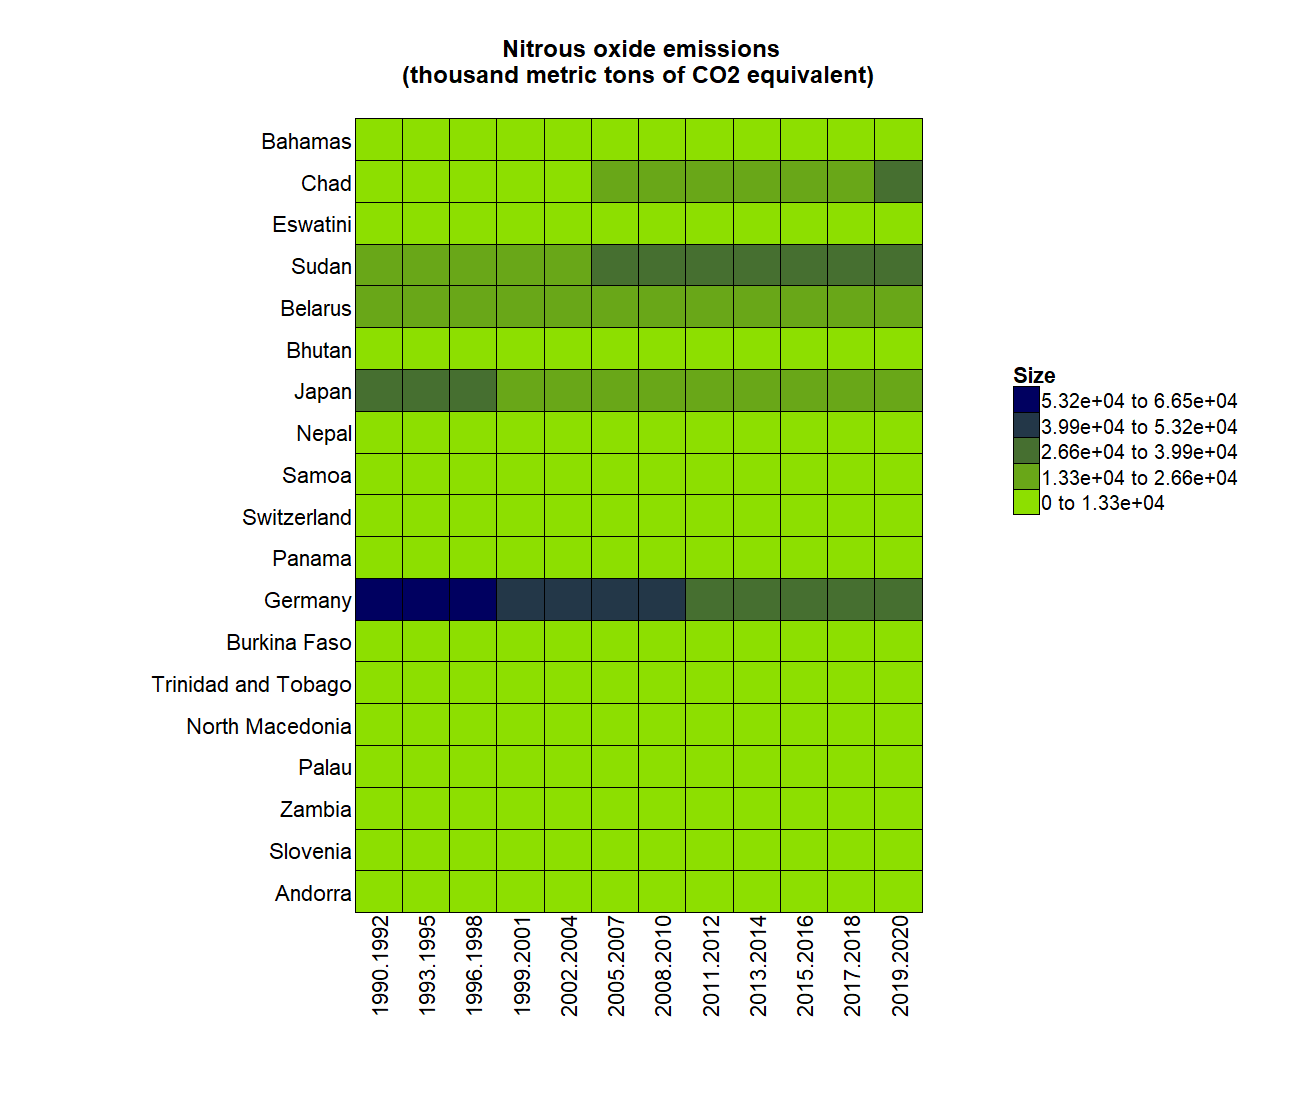 Nitrous oxide emissions
(thousand metric tons of CO2 equivalent)
Bahamas
Chad
Eswatini
Sudan
Belarus
Bhutan
Japan
Nepal
Samoa
Switzerland
Panama
Germany
Burkina Faso
Trinidad and Tobago
North Macedonia
Palau
Zambia
Slovenia
Andorra
1990.1992
1993.1995
1996.1998
1999.2001
2002.2004
2005.2007
2008.2010
2011.2012
2013.2014
2015.2016
2017.2018
2019.2020
Size
5.32e+04 to 6.65e+04
3.99e+04 to 5.32e+04
2.66e+04 to 3.99e+04
1.33e+04 to 2.66e+04
0 to 1.33e+04